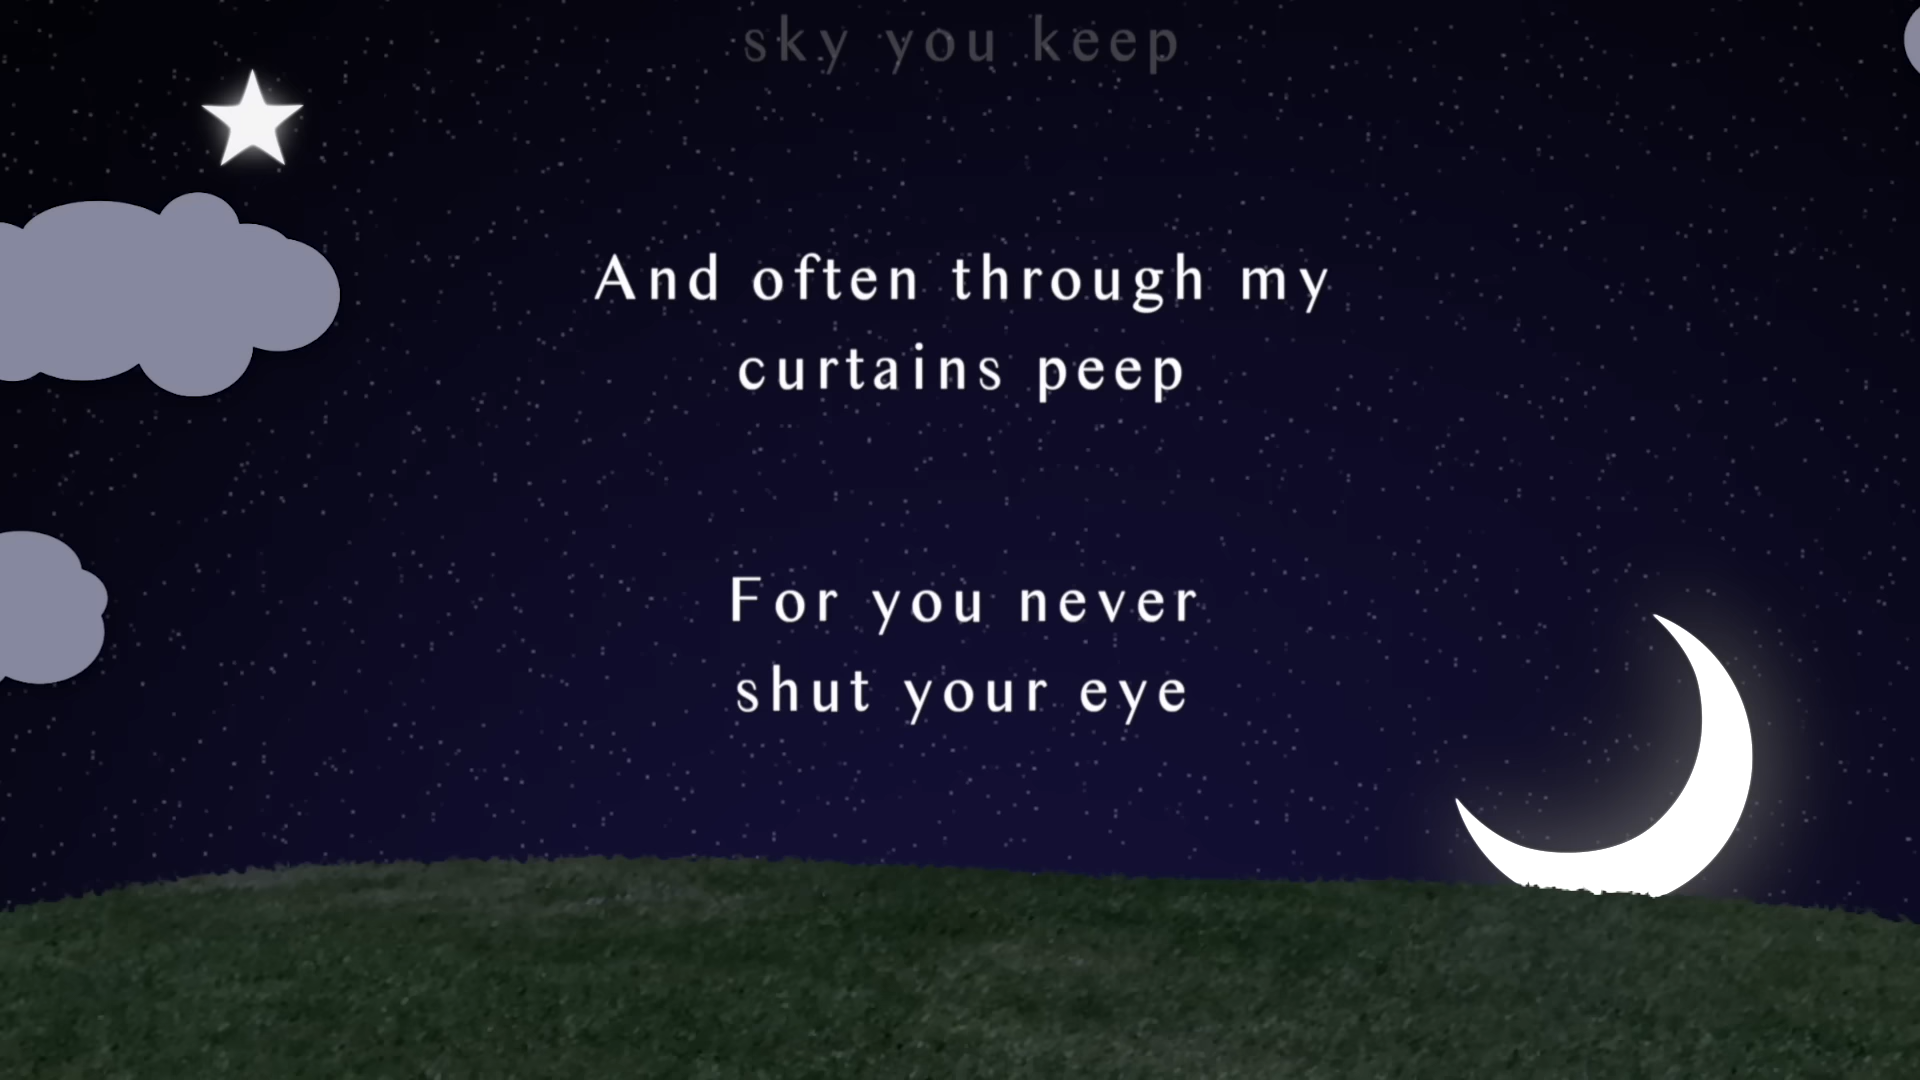 sky you keep
And often through my
curtains peep
For you never
shut your eye